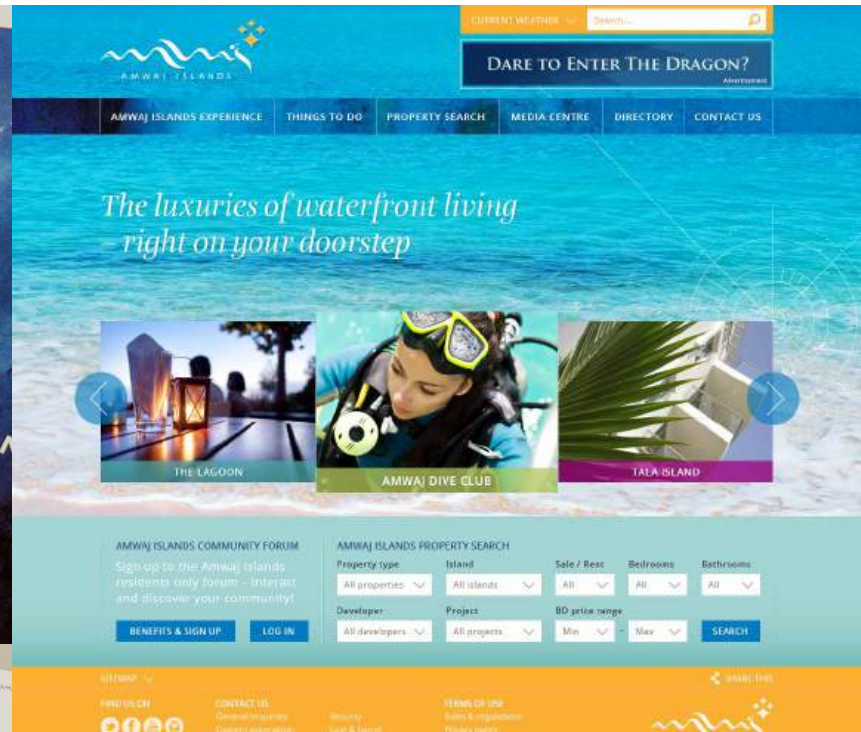 CURRENT WEATHER
Search...
AMWAJ ISLANDS
DARE TO ENTER THE DRAGON?
Advertisement
AMWAJ ISLANDS EXPERIENCE
THINGS TO DO
PROPERTY SEARCH
MEDIA CENTRE
DIRECTORY
CONTACT US
The luxuries of waterfront living
– right on your doorstep
THE LAGOON
AMWAJ DIVE CLUB
TALA ISLAND
AMWAJ ISLANDS COMMUNITY FORUM
Sign up to the Amwaj Islands
residents only forum – interact
and discover your community!
BENEFITS & SIGN UP
LOG IN
AMWAJ ISLANDS PROPERTY SEARCH
Property type
Island
Sale / Rent
Bedrooms
Bathrooms
All properties
All islands
All
All
All
Developer
Project
BD price range
All developers
All projects
Min
–
Max
SEARCH
SITEMAP
SHARE THIS
FIND US ON
CONTACT US
TERMS OF USE
General enquiries
Security
Rules & regulations